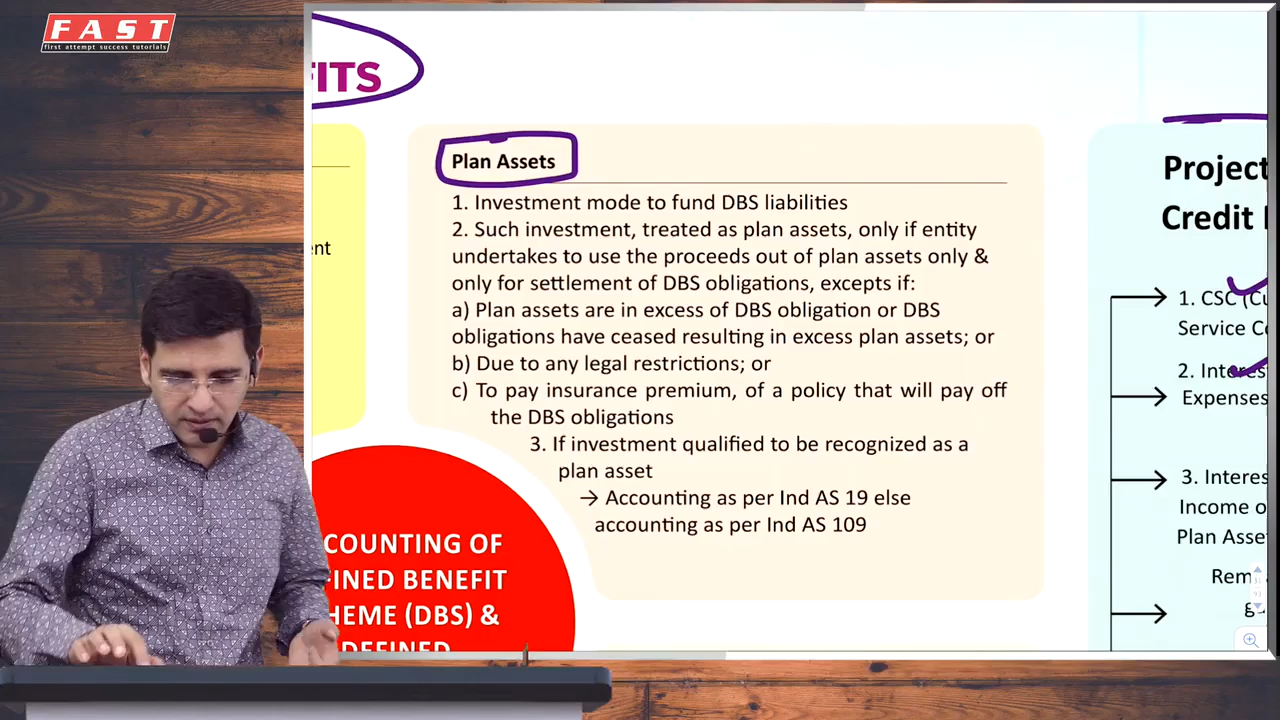 FAST
first attempt success tutorials
FITS
Plan Assets
1. Investment mode to fund DBS liabilities
2. Such investment, treated as plan assets, only if entity
undertakes to use the proceeds out of plan assets only &
only for settlement of DBS obligations, excepts if:
a) Plan assets are in excess of DBS obligation or DBS
obligations have ceased resulting in excess plan assets; or
b) Due to any legal restrictions; or
c) To pay insurance premium, of a policy that will pay off
the DBS obligations
3. If investment qualified to be recognized as a
plan asset
→ Accounting as per Ind AS 19 else
accounting as per Ind AS 109
ent
COUNTING OF
FINED BENEFIT
HEME (DBS) &
DEFINED
Project
Credit
1. CSC (Cu
Service Co
2. Interes
Expenses
3. Interes
Income o
Plan Asse
Rem
g